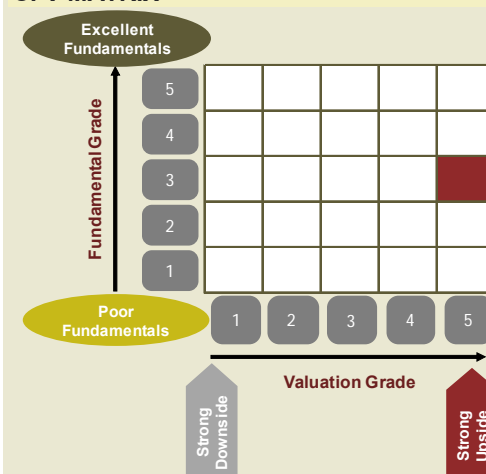 Excellent
Fundamentals
5
4
3
2
1
Fundamental Grade
Poor
Fundamentals
1
2
3
4
5
Valuation Grade
Strong
Downside
Strong
Upside